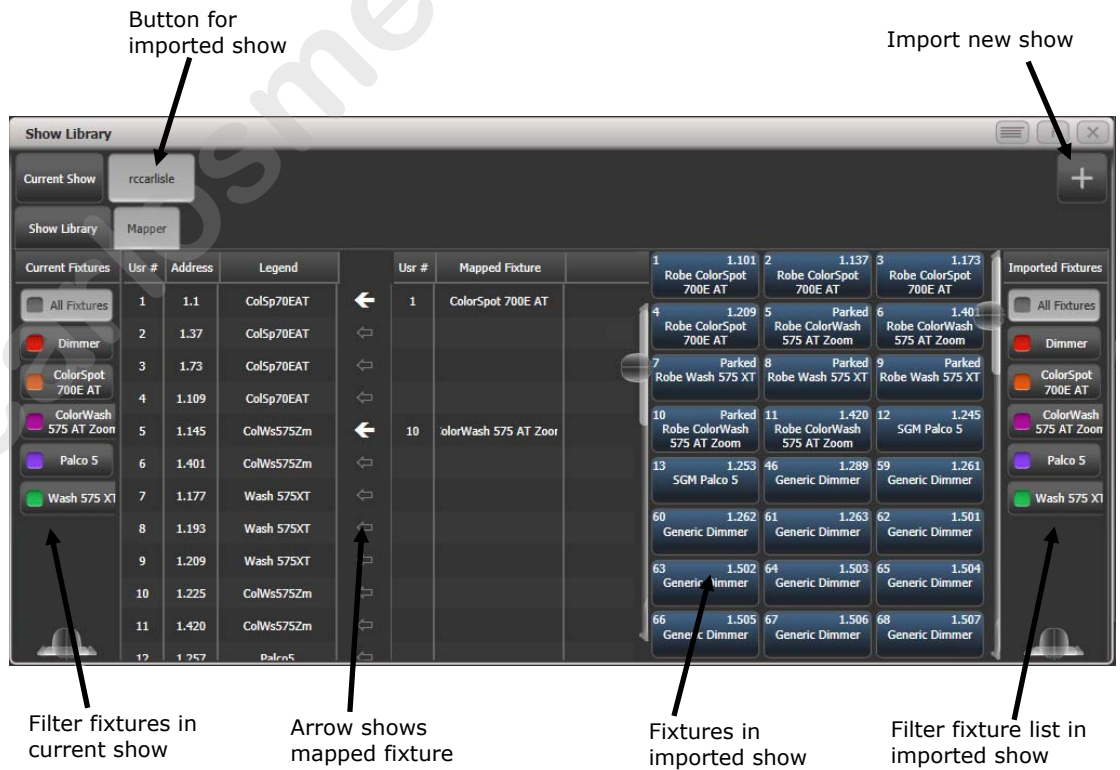 Button for
imported show
Import new show
Show Library
Current Show rccarlisle
Show Library Mapper
Current Fixtures Usr # Address Legend Usr # Mapped Fixture Imported Fixtures
All Fixtures
Dimmer
ColorSpot
700E AT
ColorWash
575 AT Zoom
Palco 5
Wash 575 XT
1 1.1 ColSp70EAT 1 ColorSpot 700E AT
2 1.37 ColSp70EAT
3 1.73 ColSp70EAT
4 1.109 ColSp70EAT
5 1.145 ColWs575Zm 10 olorWash 575 AT Zoor
6 1.401 ColWs575Zm
7 1.177 Wash 575XT
8 1.193 Wash 575XT
9 1.209 Wash 575XT
10 1.225 ColWs575Zm
11 1.420 ColWs575Zm
12 1.257 Palco5
1 1.101 2 1.137 3 1.173
Robe ColorSpot Robe ColorSpot Robe ColorSpot
700E AT 700E AT 700E AT
4 1.209 5 Parked 6 1.401
Robe ColorSpot Robe ColorWash Robe ColorWash
700E AT 575 AT Zoom 575 AT Zoom
7 Parked 8 Parked 9 Parked
Robe Wash 575 XT Robe Wash 575 XT Robe Wash 575 XT
10 Parked 11 1.420 12 1.245
Robe ColorWash Robe ColorWash SGM Palco 5
575 AT Zoom 575 AT Zoom
13 1.253 46 1.289 59 1.261
SGM Palco 5 Generic Dimmer Generic Dimmer
60 1.262 61 1.263 62 1.501
Generic Dimmer Generic Dimmer Generic Dimmer
63 1.502 64 1.503 65 1.504
Generic Dimmer Generic Dimmer Generic Dimmer
66 1.505 67 1.506 68 1.507
Generic Dimmer Generic Dimmer Generic Dimmer
All Fixtures
Dimmer
ColorSpot
700E AT
ColorWash
575 AT Zoom
Palco 5
Wash 575 XT
Filter fixtures in
current show
Arrow shows
mapped fixture
Fixtures in
imported show
Filter fixture list in
imported show